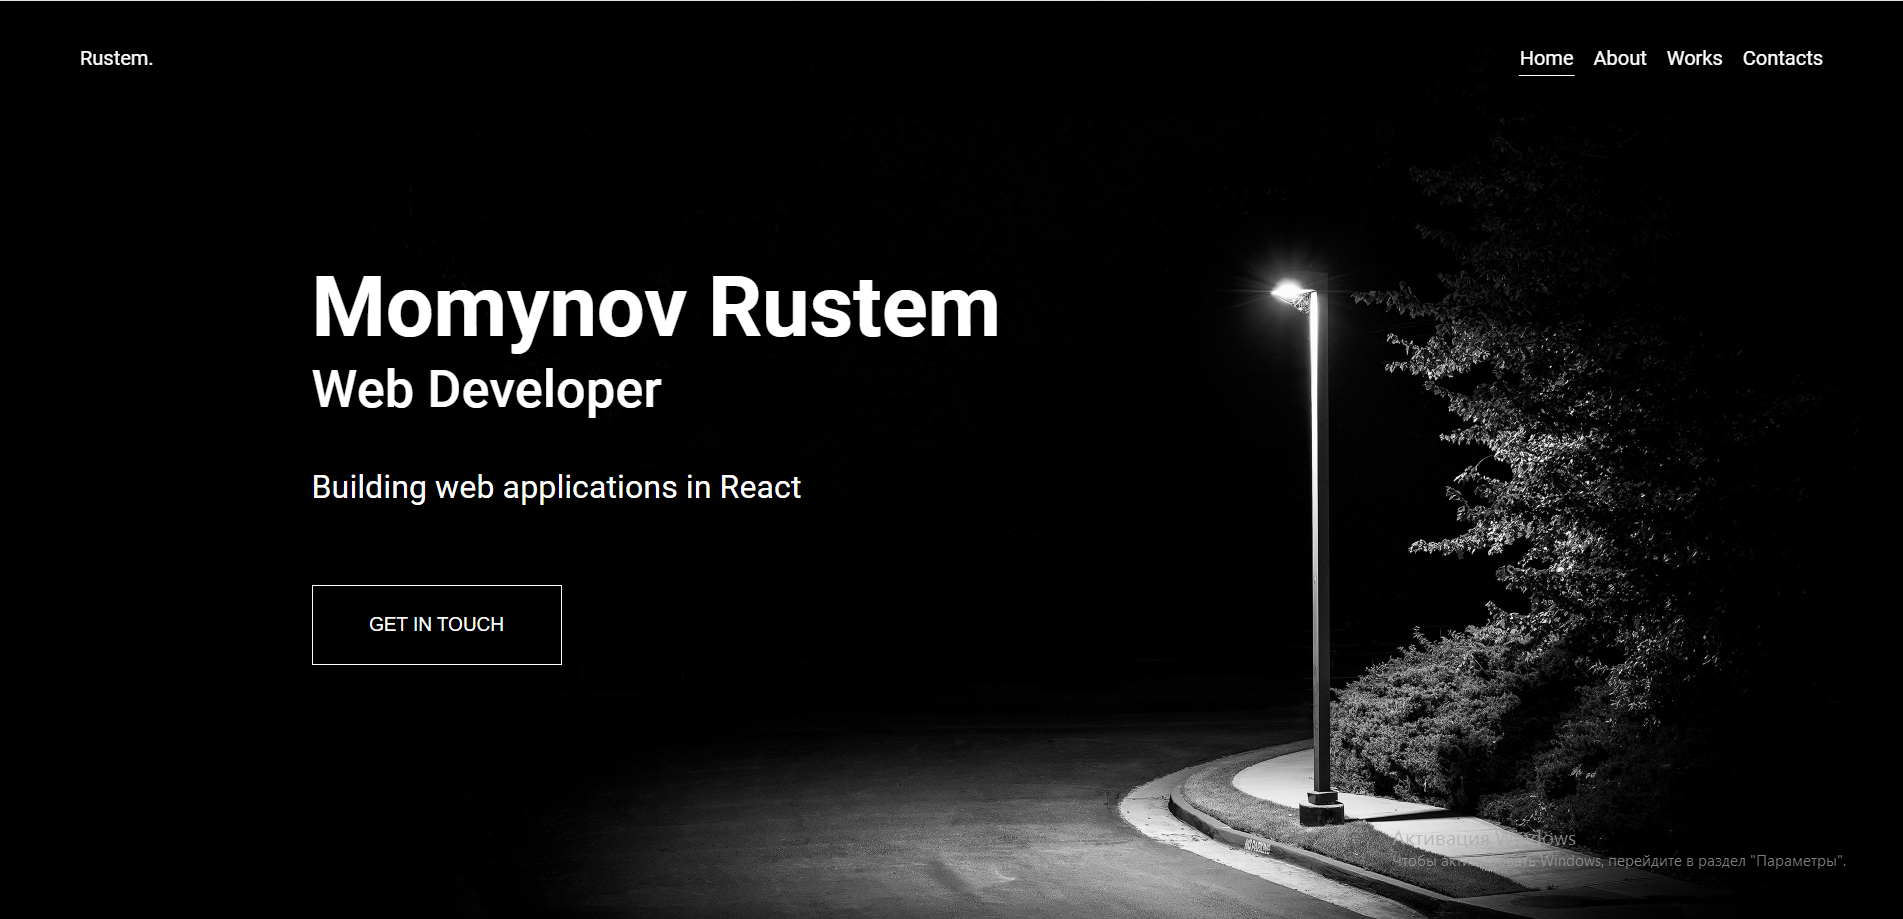 Rustem.
Home About Works Contacts
Momynov Rustem
Web Developer
Building web applications in React
GET IN TOUCH
Активация Windows
Чтобы активировать Windows, перейдите в раздел "Параметры".